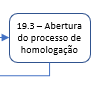 19.3 – Abertura
do processo de
homologação